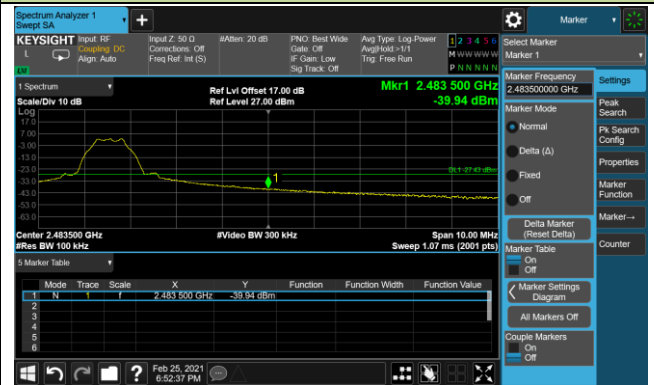 Spectrum Analyzer 1
Swept SA
Marker
KEYSIGHT Input: RF
Coupling: DC
Align: Auto
Input Z: 50 Ω
Corrections: Off
Freq Ref: Int (S)
#Atten: 20 dB
PNO: Best Wide
Gate: Off
IF Gain: Low
Sig Track: Off
Avg Type: Log-Power
Avg|Hold:>1/1
Trig: Free Run
1 2 3 4 5 6
M W W W W W
P N N N N N
L
LW
Select Marker
Marker 1
1 Spectrum
Scale/Div 10 dB
Ref Lvl Offset 17.00 dB
Ref Level 27.00 dBm
Mkr1 2.483 500 GHz
-39.94 dBm
Log
17.0
7.00
-3.00
-13.0
-23.0
-33.0
-43.0
-53.0
-63.0
DL1 -27.43 dBm
1
Center 2.483500 GHz
#Res BW 100 kHz
#Video BW 300 kHz
Span 10.00 MHz
Sweep 1.07 ms (2001 pts)
5 Marker Table
Mode Trace Scale X Y Function Function Width Function Value
1 N 1 f 2.483 500 GHz -39.94 dBm
2
3
4
5
6
Feb 25, 2021
6:52:37 PM
Marker Frequency
2.483500000 GHz
Marker Mode
Normal
Delta (Δ)
Fixed
Off
Delta Marker
(Reset Delta)
Marker Table
On
Off
Marker Settings
Diagram
All Markers Off
Couple Markers
On
Off
Settings
Peak
Search
Pk Search
Config
Properties
Marker
Function
Marker→
Counter